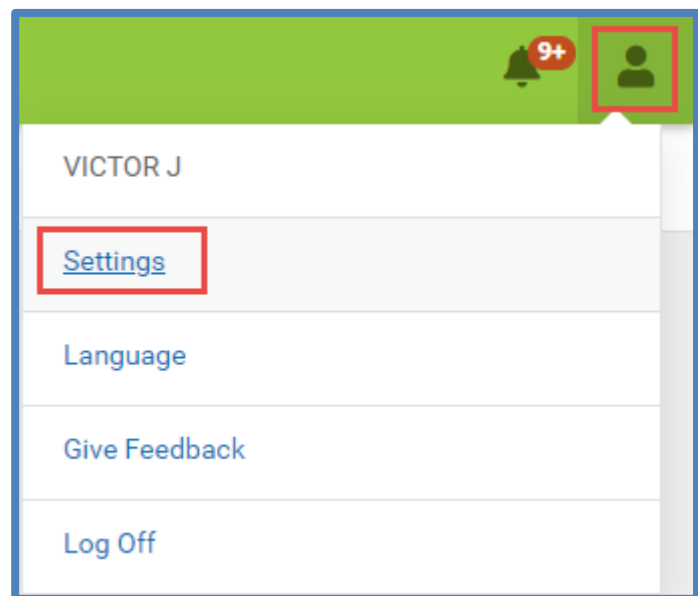 9+
VICTOR J
Settings
Language
Give Feedback
Log Off